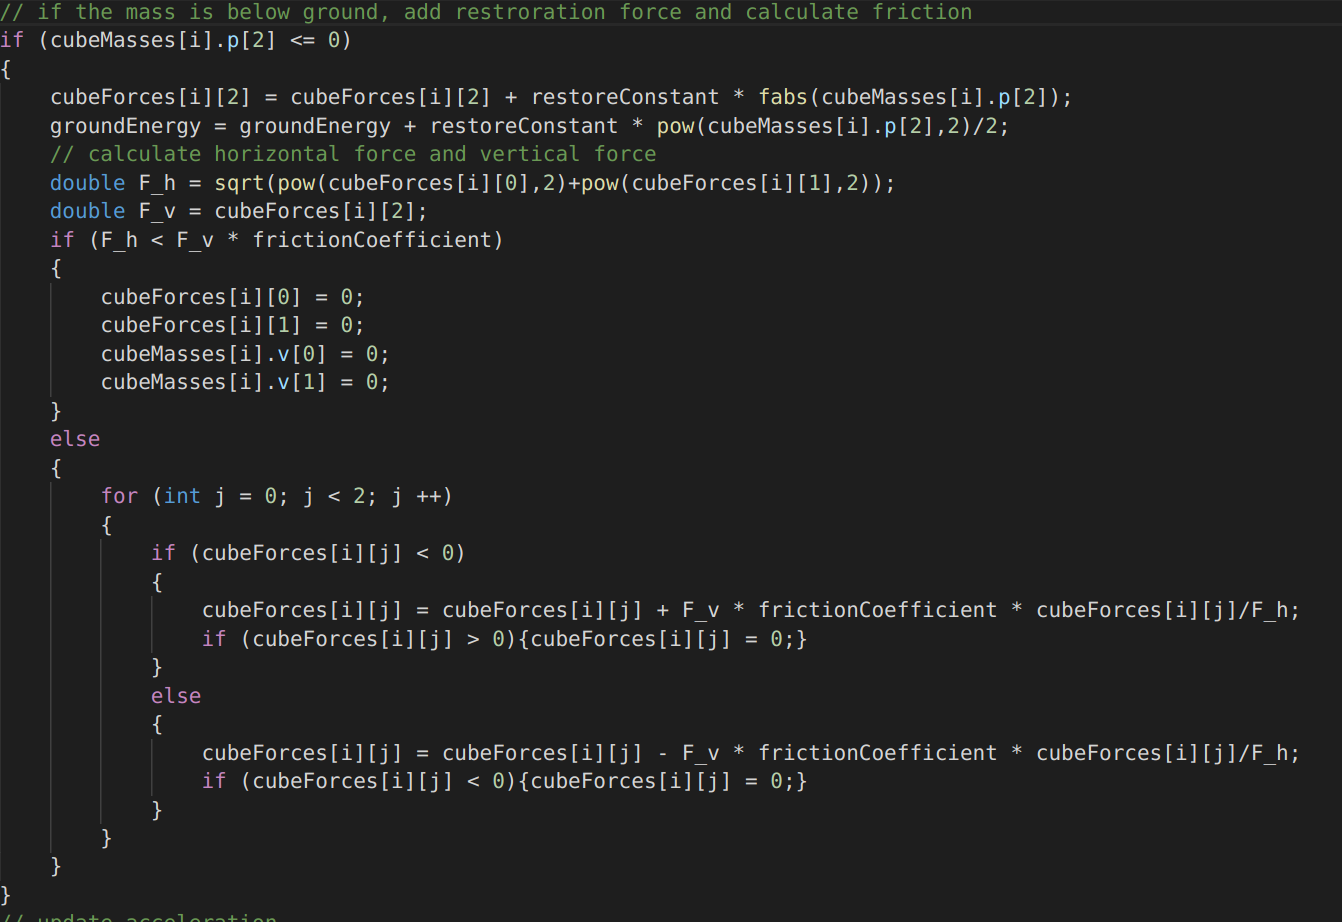 // if the mass is below ground, add restroration force and calculate friction
if (cubeMasses[i].p[2] <= 0)
{
    cubeForces[i][2] = cubeForces[i][2] + restoreConstant * fabs(cubeMasses[i].p[2]);
    groundEnergy = groundEnergy + restoreConstant * pow(cubeMasses[i].p[2],2)/2;
    // calculate horizontal force and vertical force
    double F_h = sqrt(pow(cubeForces[i][0],2)+pow(cubeForces[i][1],2));
    double F_v = cubeForces[i][2];
    if (F_h < F_v * frictionCoefficient)
    {
        cubeForces[i][0] = 0;
        cubeForces[i][1] = 0;
        cubeMasses[i].v[0] = 0;
        cubeMasses[i].v[1] = 0;
    }
    else
    {
        for (int j = 0; j < 2; j ++)
        {
            if (cubeForces[i][j] < 0)
            {
                cubeForces[i][j] = cubeForces[i][j] + F_v * frictionCoefficient * cubeForces[i][j]/F_h;
                if (cubeForces[i][j] > 0){cubeForces[i][j] = 0;}
            }
            else
            {
                cubeForces[i][j] = cubeForces[i][j] - F_v * frictionCoefficient * cubeForces[i][j]/F_h;
                if (cubeForces[i][j] < 0){cubeForces[i][j] = 0;}
            }
        }
    }
}
// update acceleration